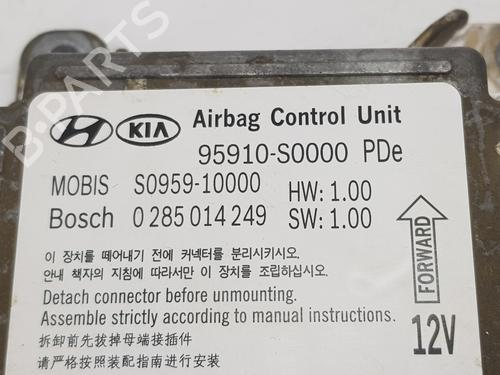 KIA Airbag Control Unit
95910-S0000 PDe
MOBIS S0959-10000 HW: 1.00
Bosch 0 285 014 249 SW: 1.00
이 장치를 떼어내기 전에 커넥터를 분리시키시오.
안내 책자의 지침에 따라서만 이 장치를 조립하십시오.
Detach connector before unmounting.
Assemble strictly according to manual instructions.
拆卸前先拔掉母端接插件
请严格按照装配指南进行安装
FORWARD
12V
B-PARTS